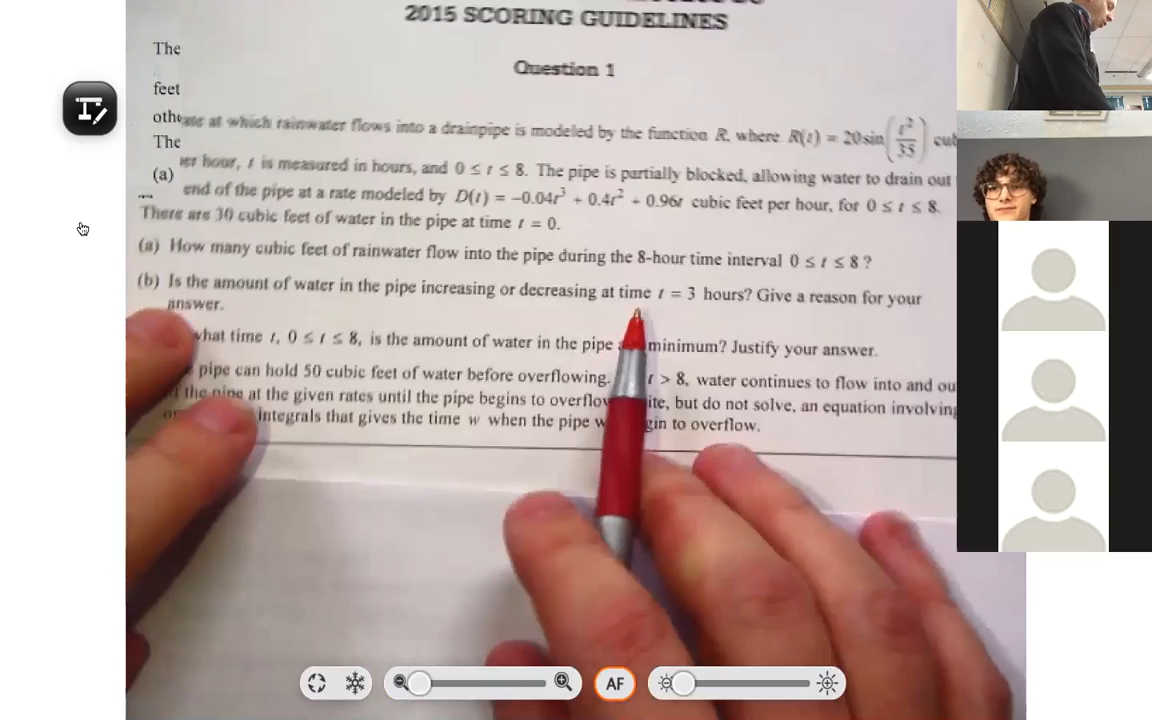 2015 SCORING GUIDELINES
Question 1
The
feet
othe
The
(a)
rate at which rainwater flows into a drainpipe is modeled by the function R, where R(t) = 20 sin(t²/35)
per hour, t is measured in hours, and 0 ≤ t ≤ 8. The pipe is partially blocked, allowing water to drain out
end of the pipe at a rate modeled by D(t) = −0.04t³ + 0.4t² + 0.96t cubic feet per hour, for 0 ≤ t ≤ 8.
There are 30 cubic feet of water in the pipe at time t = 0.
(a) How many cubic feet of rainwater flow into the pipe during the 8-hour time interval 0 ≤ t ≤ 8 ?
(b) Is the amount of water in the pipe increasing or decreasing at time t = 3 hours? Give a reason for your
answer.
what time t, 0 ≤ t ≤ 8, is the amount of water in the pipe minimum? Justify your answer.
pipe can hold 50 cubic feet of water before overflowing. t > 8, water continues to flow into and
the pipe at the given rates until the pipe begins to but do not solve, an equation involving
integrals that gives the time w when the pipe to overflow.
AF